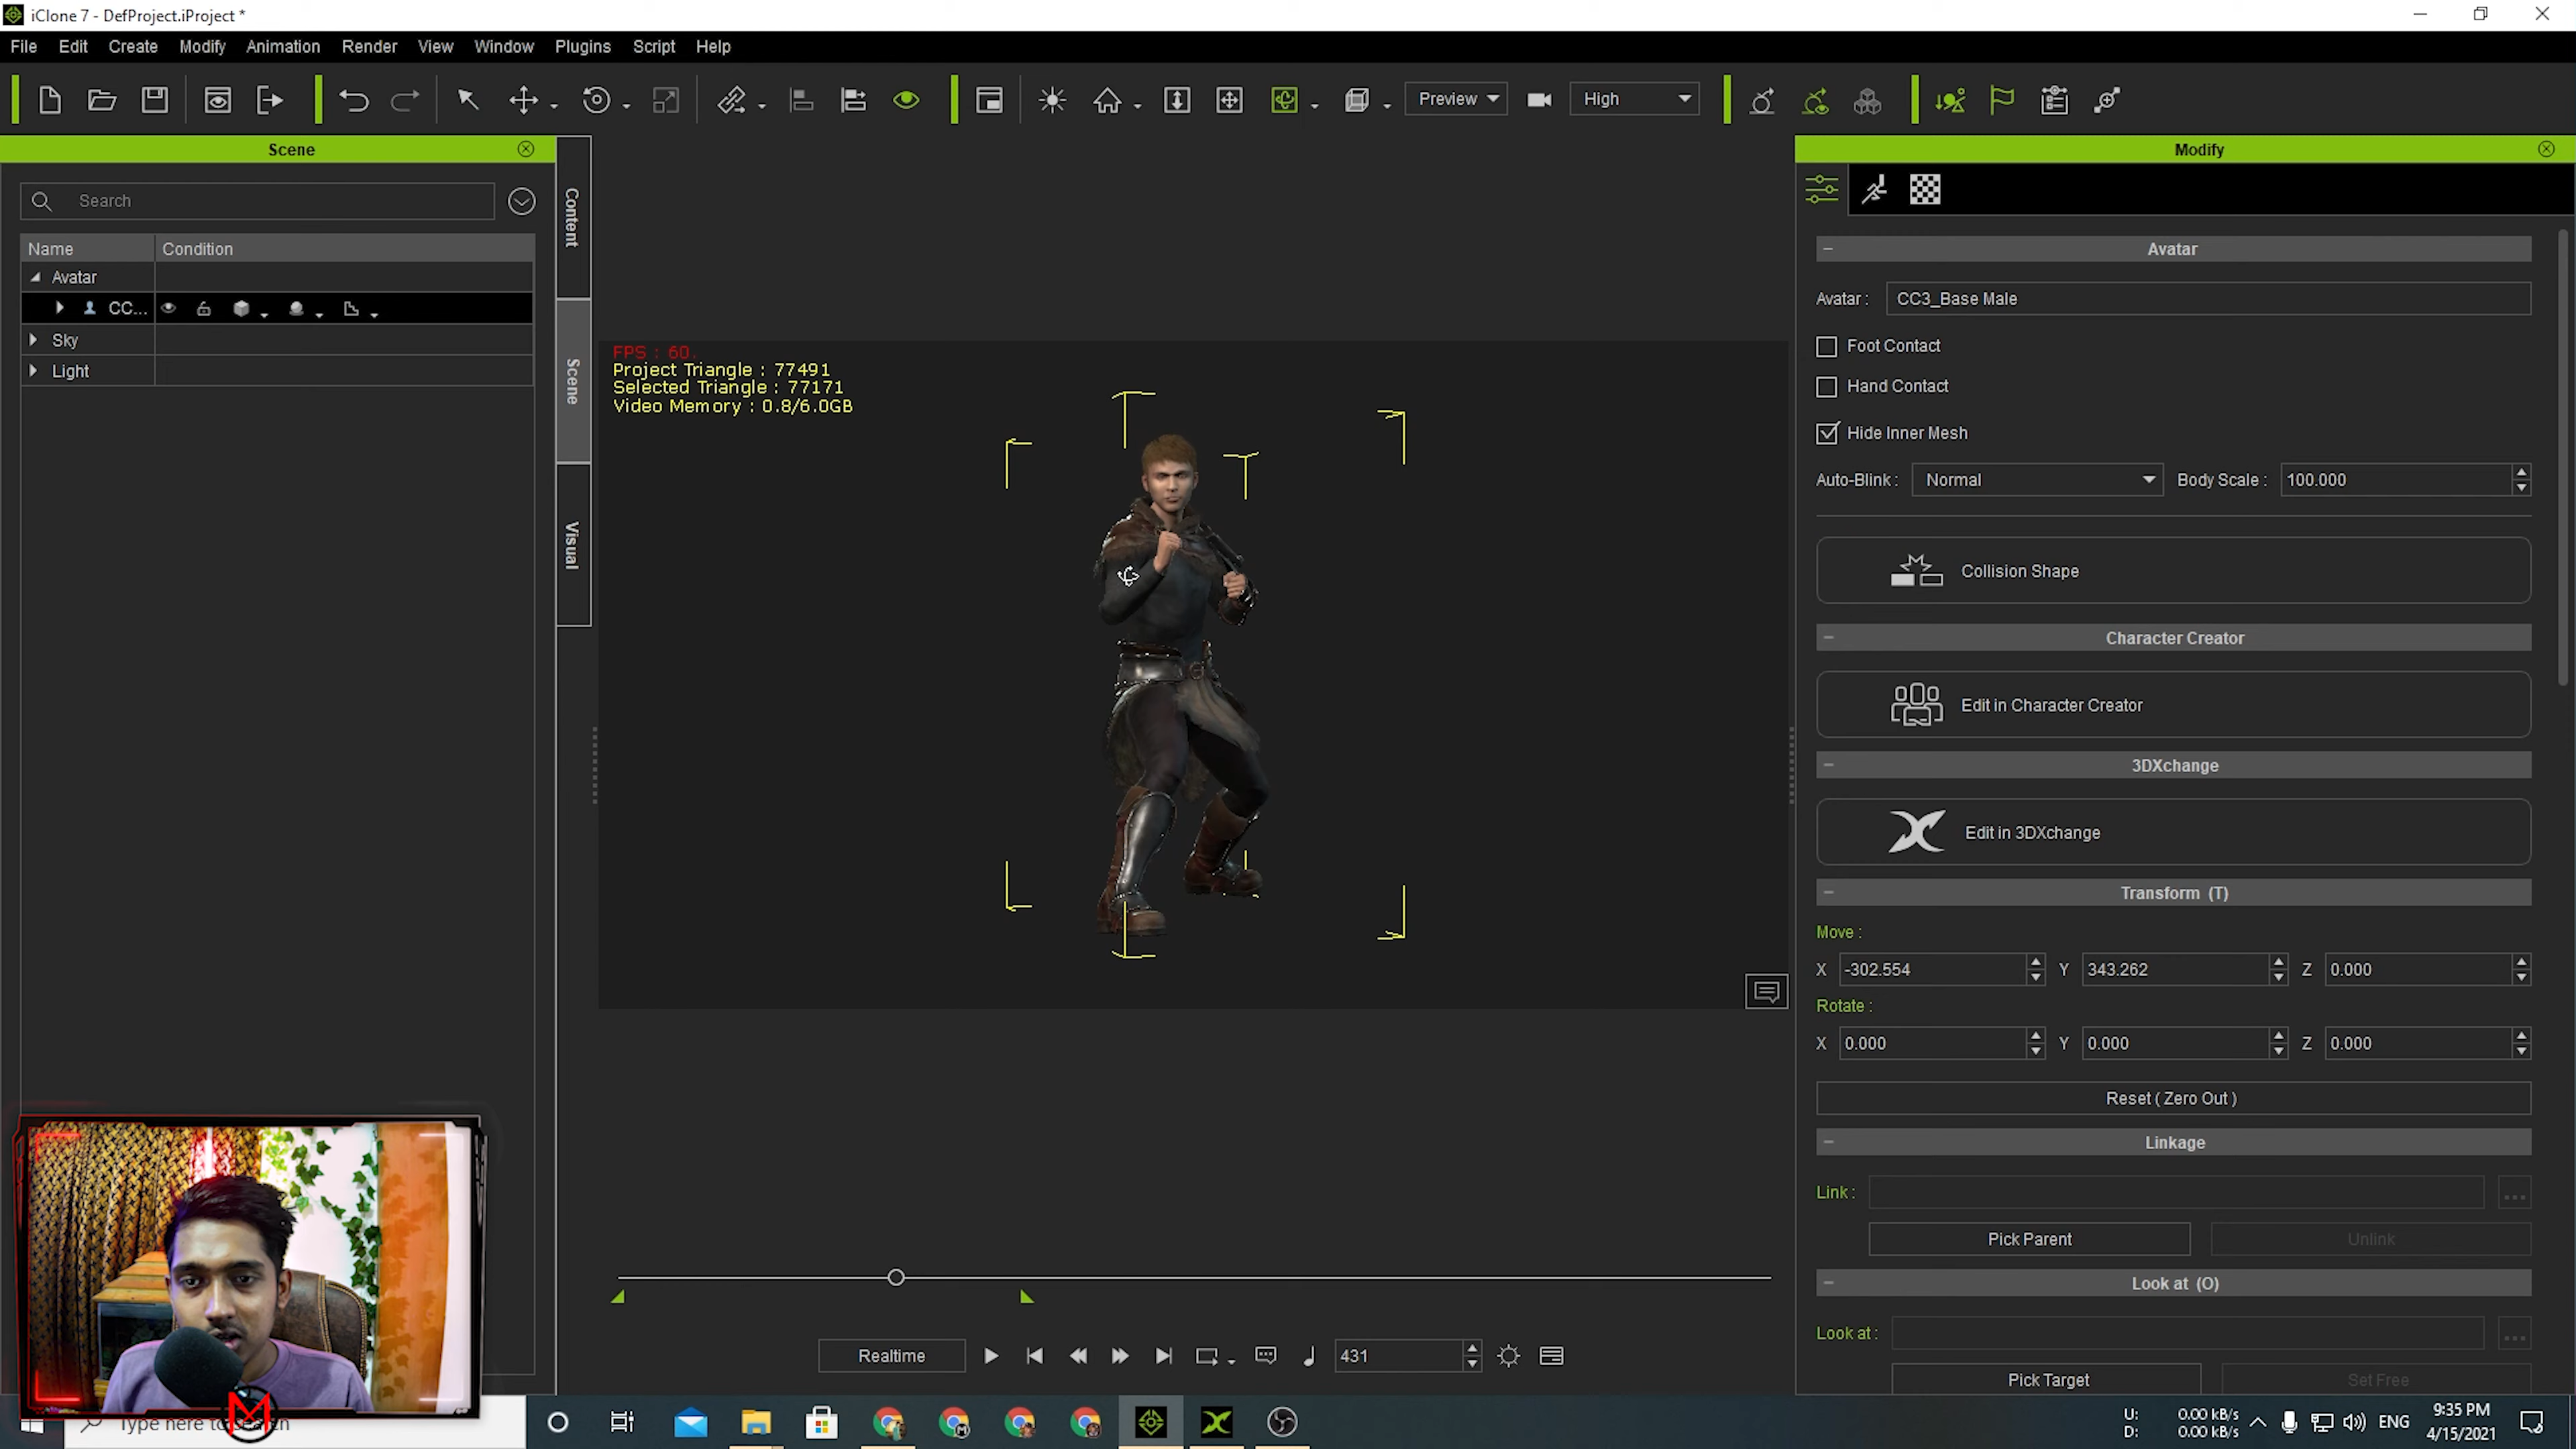 iClone 7 - DefProject.iProject *
File Edit Create Modify Animation Render View Window Plugins Script Help
Preview High
Scene
Search
Name Condition
Avatar
CC...
Sky
Light
Content
Scene
Visual
FPS : 60.
Project Triangle : 77491
Selected Triangle : 77171
Video Memory : 0.8/6.0GB
Modify
Avatar
Avatar : CC3_Base Male
Foot Contact
Hand Contact
Hide Inner Mesh
Auto-Blink : Normal Body Scale : 100.000
Collision Shape
Character Creator
Edit in Character Creator
3DXchange
Edit in 3DXchange
Transform (T)
Move :
X -302.554 Y 343.262 Z 0.000
Rotate :
X 0.000 Y 0.000 Z 0.000
Reset ( Zero Out )
Linkage
Link : ...
Pick Parent Unlink
Look at (O)
Look at : ...
Pick Target Set Free
Realtime 431
M
Type here to search
M
U: 0.00 kB/s
D: 0.00 kB/s
ENG
9:35 PM
4/15/2021